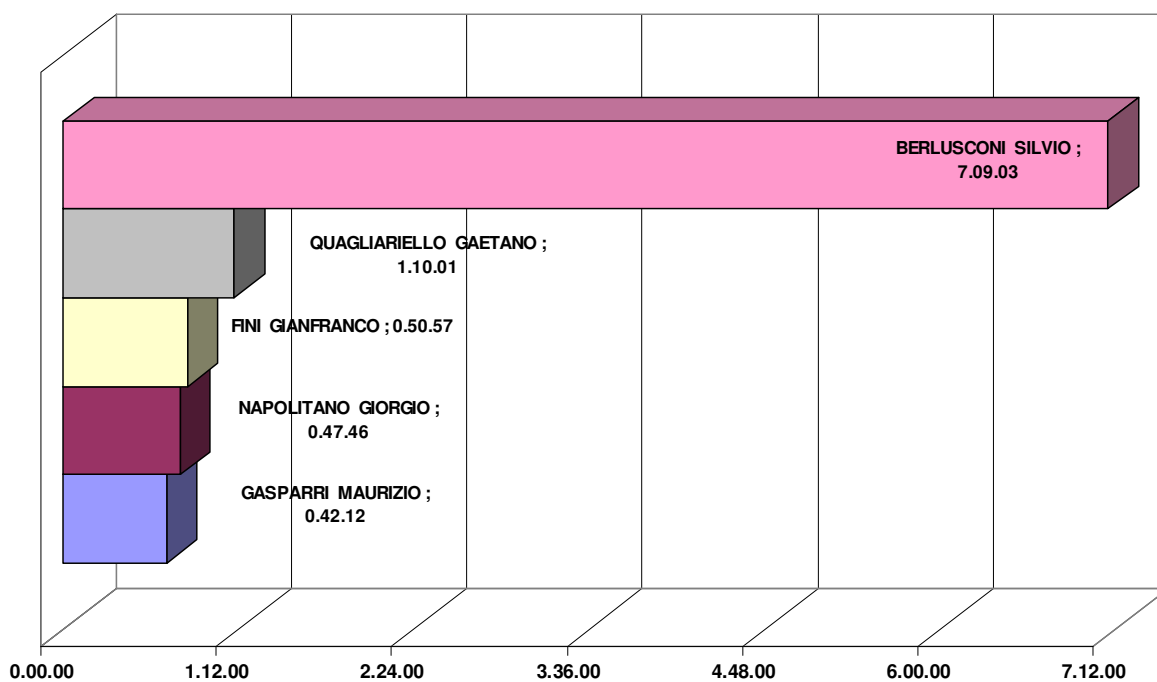 BERLUSCONI SILVIO ;
7.09.03
QUAGLIARIELLO GAETANO ;
1.10.01
FINI GIANFRANCO ; 0.50.57
NAPOLITANO GIORGIO ;
0.47.46
GASPARRI MAURIZIO ;
0.42.12
0.00.00 1.12.00 2.24.00 3.36.00 4.48.00 6.00.00 7.12.00